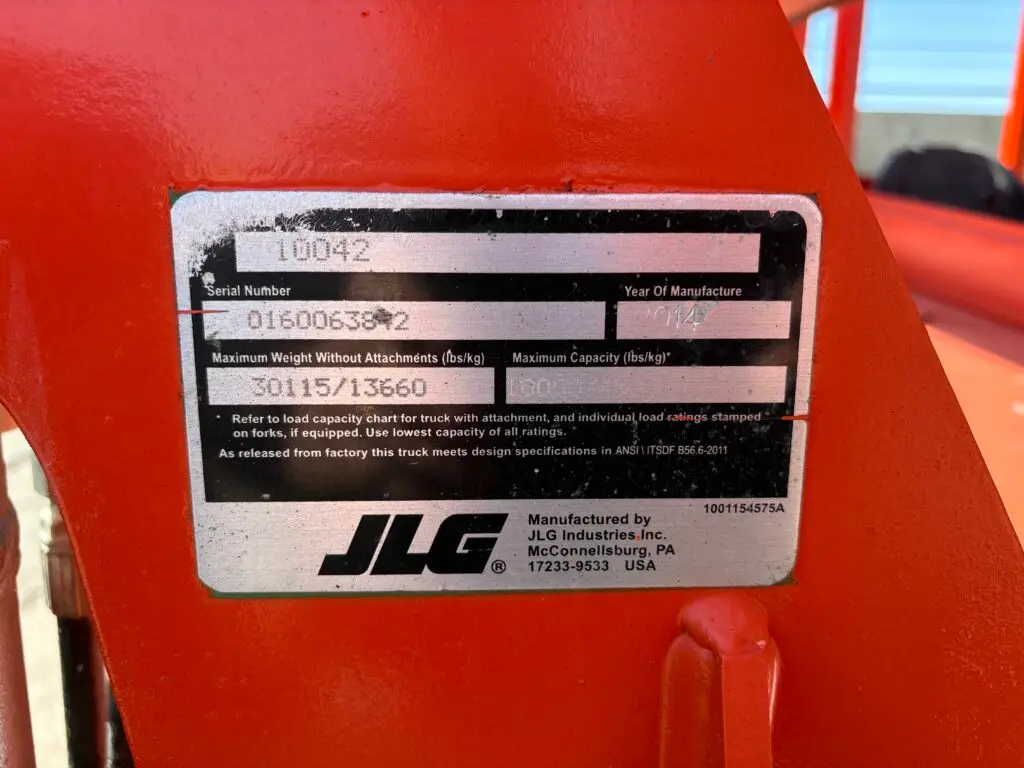 10042
Serial Number
Year Of Manufacture
Maximum Weight Without Attachments (lbs/kg)
Maximum Capacity (lbs/kg)*
30115/13660
* Refer to load capacity chart for truck with attachment, and individual load ratings stamped
on forks, if equipped. Use lowest capacity of all ratings.
As released from factory this truck meets design specifications in ANSI \ ITSDF B56.6-2011
1001154575A
JLG®
Manufactured by
JLG Industries,Inc.
McConnellsburg, PA
17233-9533 USA